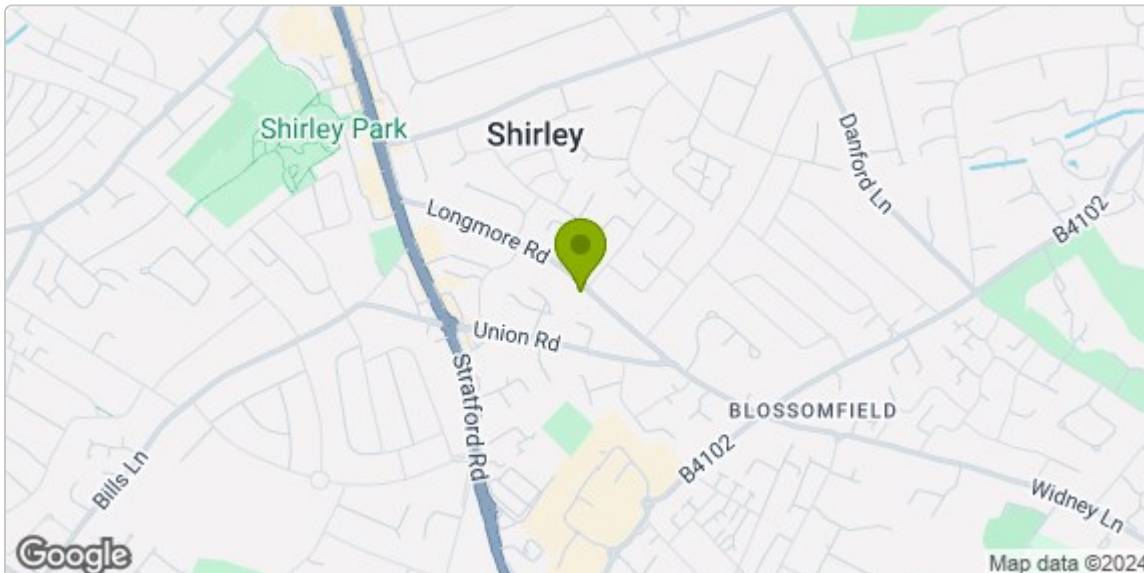 Shirley Park
Shirley
Danford Ln
Longmore Rd
B4102
Union Rd
Stratford Rd
BLOSSOMFIELD
B4102
Bills Ln
Widney Ln
Google
Map data ©2024